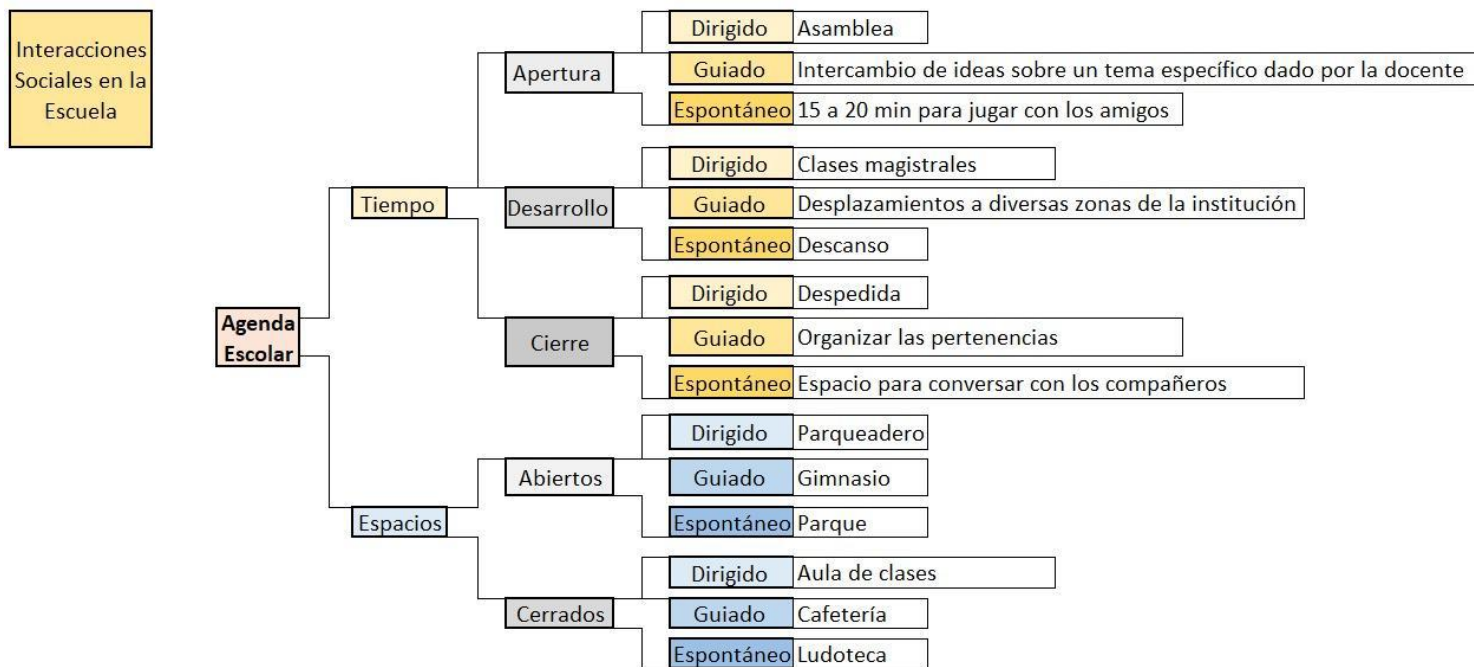 Interacciones
Sociales en la
Escuela
Agenda
Escolar
Tiempo
Apertura
Dirigido Asamblea
Guiado Intercambio de ideas sobre un tema específico dado por la docente
Espontáneo 15 a 20 min para jugar con los amigos
Desarrollo
Dirigido Clases magistrales
Guiado Desplazamientos a diversas zonas de la institución
Espontáneo Descanso
Cierre
Dirigido Despedida
Guiado Organizar las pertenencias
Espontáneo Espacio para conversar con los compañeros
Espacios
Abiertos
Dirigido Parqueadero
Guiado Gimnasio
Espontáneo Parque
Cerrados
Dirigido Aula de clases
Guiado Cafetería
Espontáneo Ludoteca